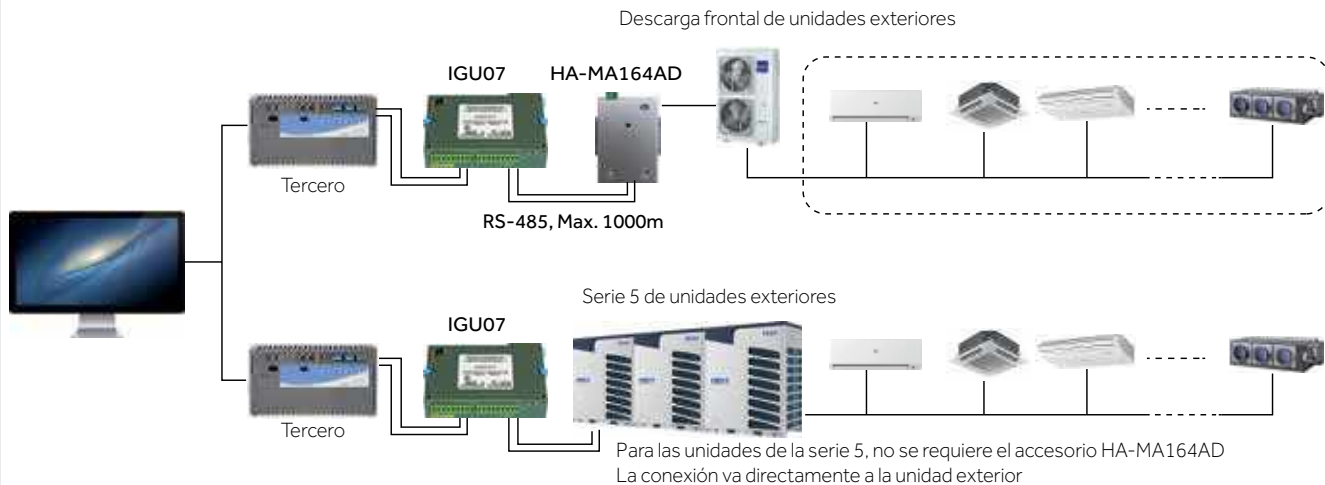 Descarga frontal de unidades exteriores
IGU07
HA-MA164AD
Tercero
RS-485, Max. 1000m
Serie 5 de unidades exteriores
IGU07
Tercero
Para las unidades de la serie 5, no se requiere el accesorio HA-MA164AD
La conexión va directamente a la unidad exterior